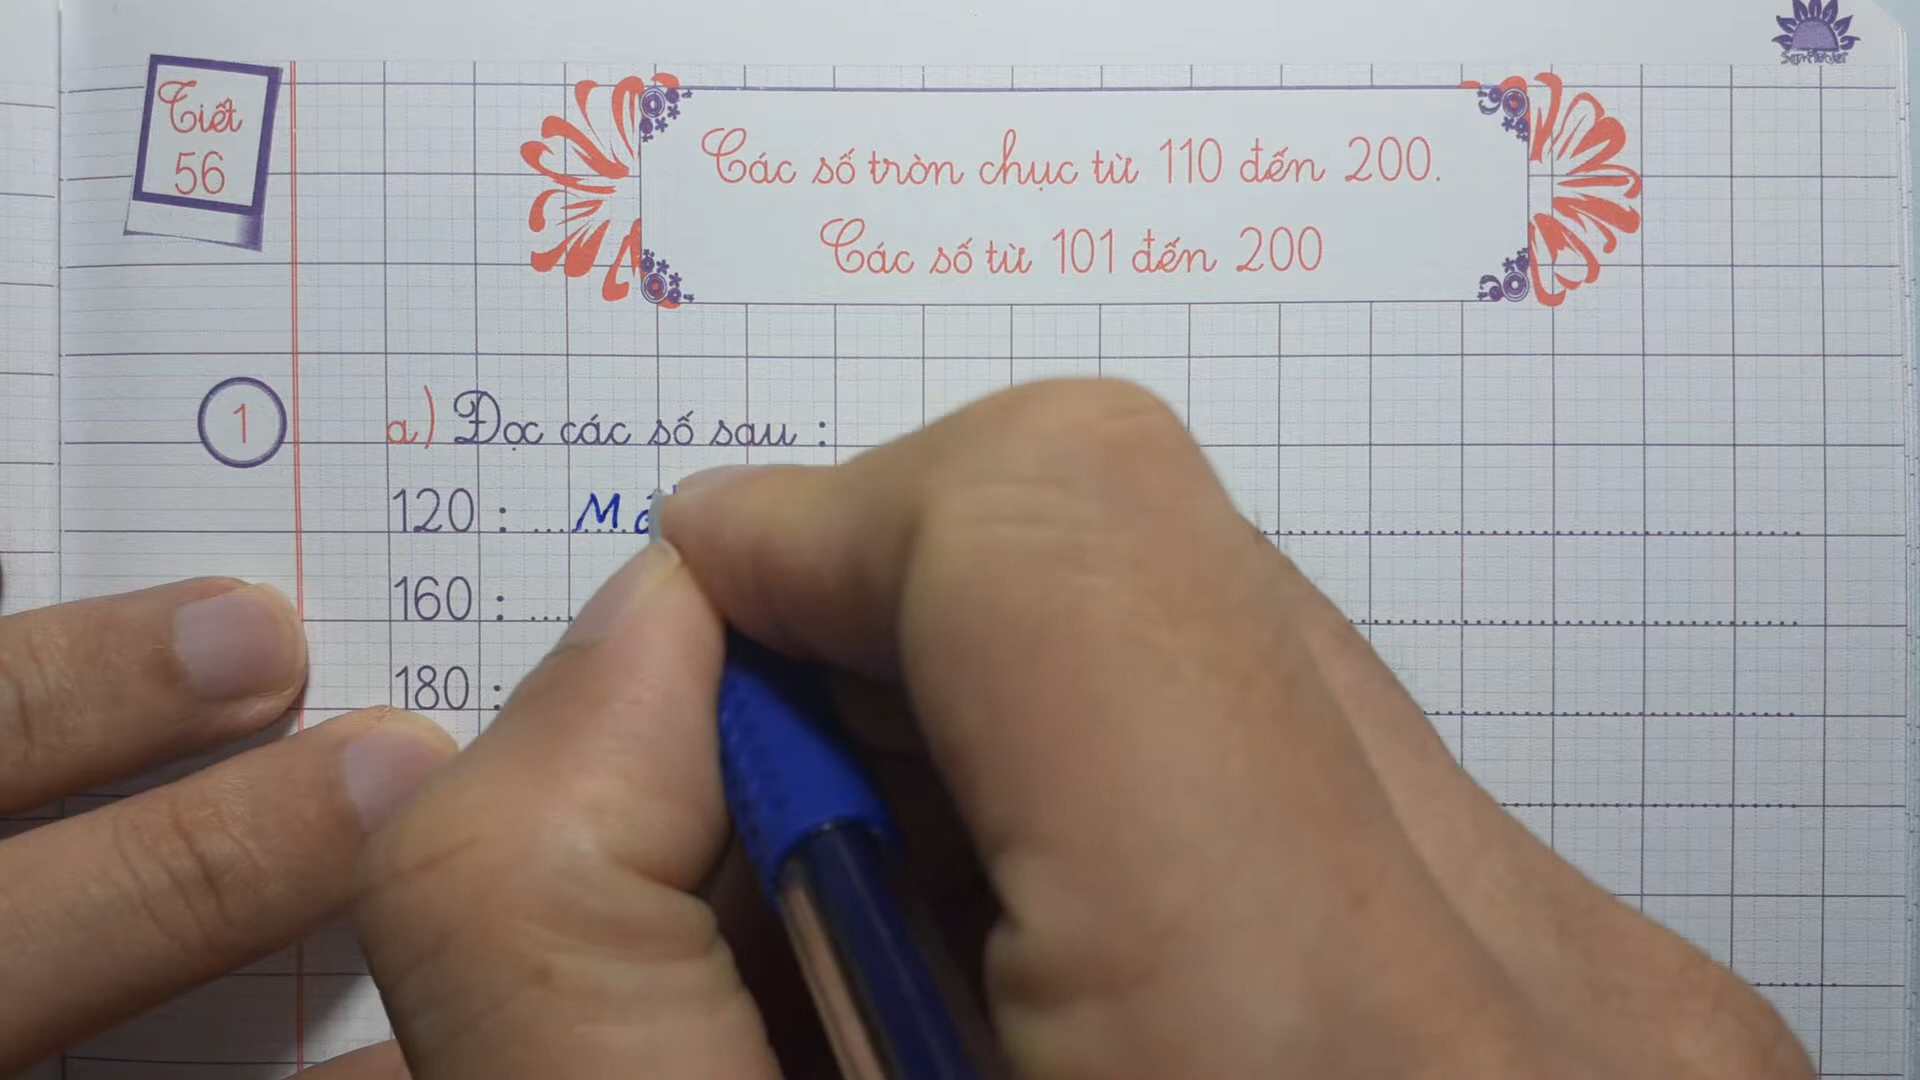 Sunflower
Tiết
56
Các số tròn chục từ 110 đến 200.
Các số từ 101 đến 200
1
a) Đọc các số sau :
120 :
160 :
180 :